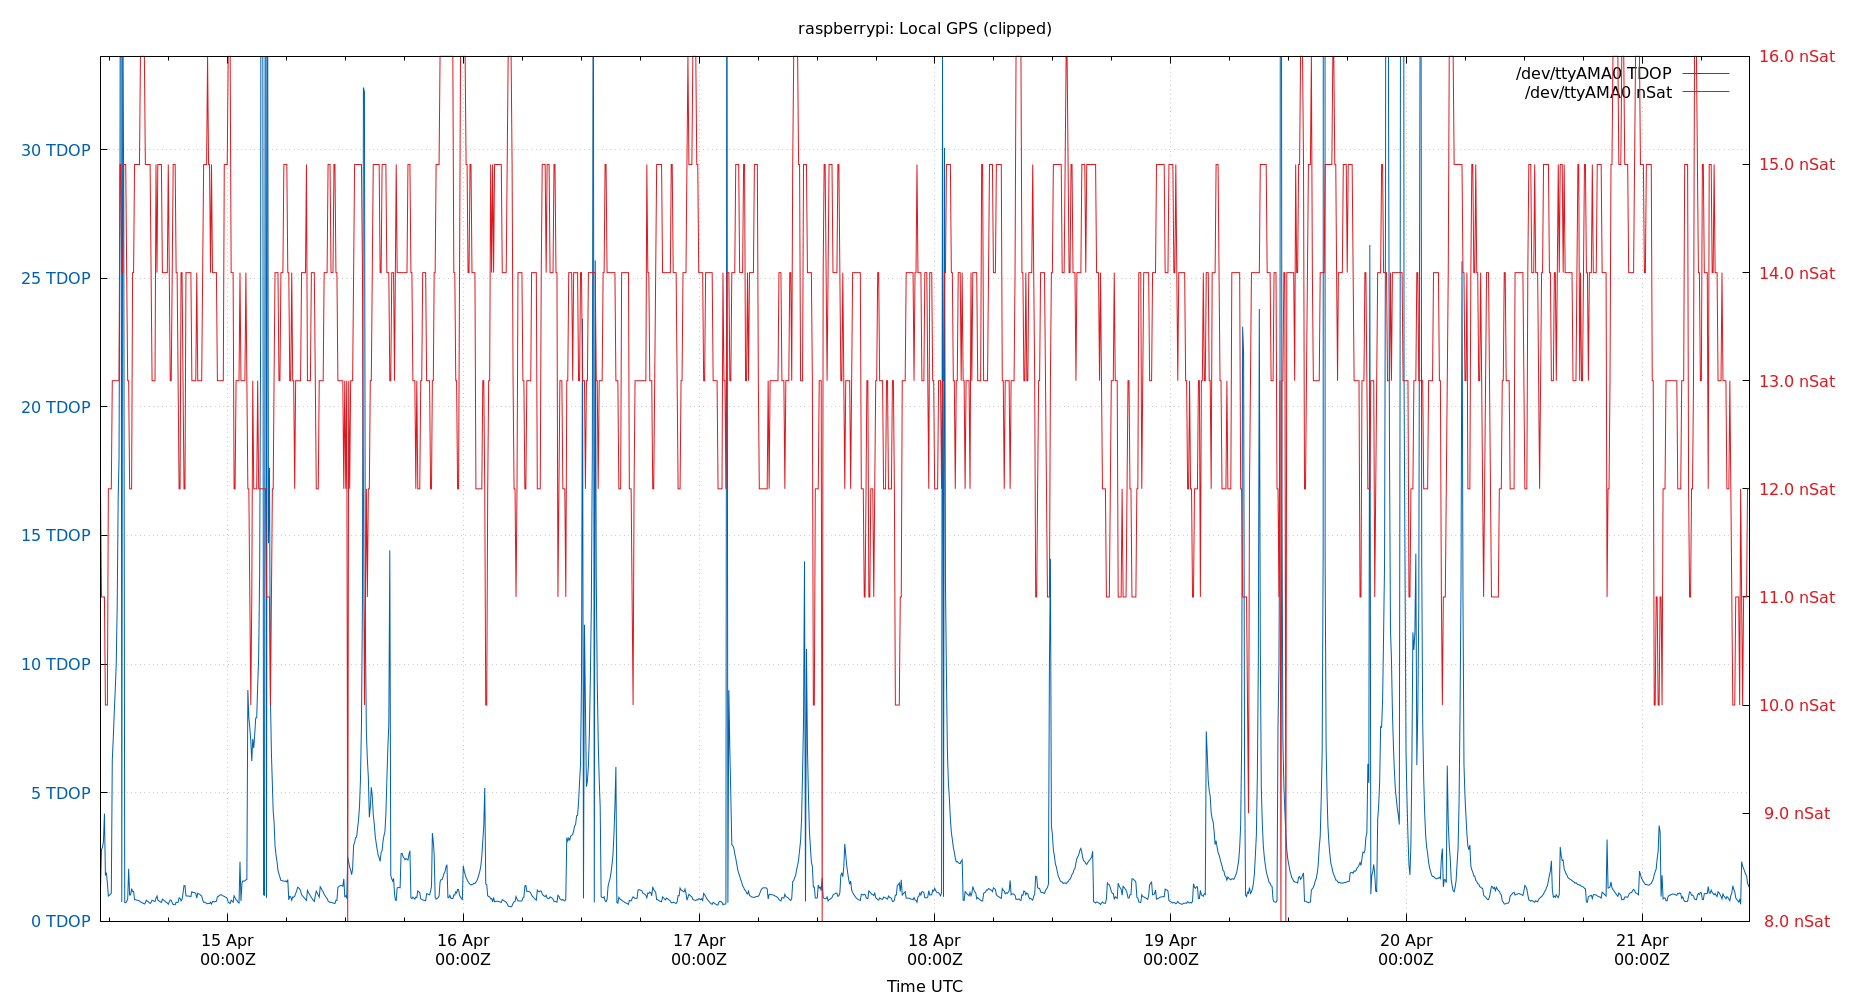 raspberrypi: Local GPS (clipped)
/dev/ttyAMA0 TDOP
/dev/ttyAMA0 nSat
30 TDOP
25 TDOP
20 TDOP
15 TDOP
10 TDOP
5 TDOP
0 TDOP
16.0 nSat
15.0 nSat
14.0 nSat
13.0 nSat
12.0 nSat
11.0 nSat
10.0 nSat
9.0 nSat
8.0 nSat
15 Apr
00:00Z
16 Apr
00:00Z
17 Apr
00:00Z
18 Apr
00:00Z
19 Apr
00:00Z
20 Apr
00:00Z
21 Apr
00:00Z
Time UTC